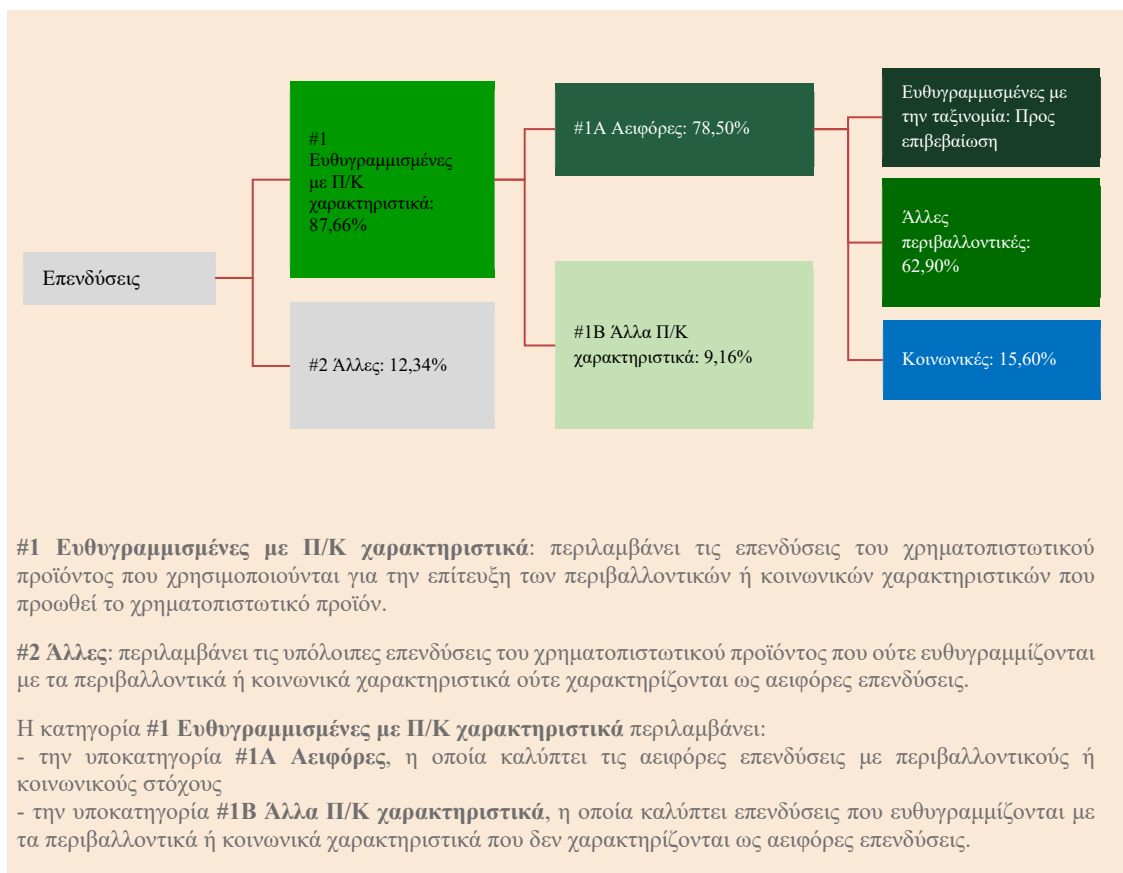 Επενδύσεις
#1
Ευθυγραμμισμένες
με Π/Κ
χαρακτηριστικά:
87,66%
#2 Άλλες: 12,34%
#1Α Αειφόρες: 78,50%
#1Β Άλλα Π/Κ
χαρακτηριστικά: 9,16%
Ευθυγραμμισμένες με
την ταξινομία: Προς
επιβεβαίωση
Άλλες
περιβαλλοντικές:
62,90%
Κοινωνικές: 15,60%
#1 Ευθυγραμμισμένες με Π/Κ χαρακτηριστικά: περιλαμβάνει τις επενδύσεις του χρηματοπιστωτικού
προϊόντος που χρησιμοποιούνται για την επίτευξη των περιβαλλοντικών ή κοινωνικών χαρακτηριστικών που
προωθεί το χρηματοπιστωτικό προϊόν.
#2 Άλλες: περιλαμβάνει τις υπόλοιπες επενδύσεις του χρηματοπιστωτικού προϊόντος που ούτε ευθυγραμμίζονται
με τα περιβαλλοντικά ή κοινωνικά χαρακτηριστικά ούτε χαρακτηρίζονται ως αειφόρες επενδύσεις.
Η κατηγορία #1 Ευθυγραμμισμένες με Π/Κ χαρακτηριστικά περιλαμβάνει:
- την υποκατηγορία #1Α Αειφόρες, η οποία καλύπτει τις αειφόρες επενδύσεις με περιβαλλοντικούς ή
κοινωνικούς στόχους
- την υποκατηγορία #1Β Άλλα Π/Κ χαρακτηριστικά, η οποία καλύπτει επενδύσεις που ευθυγραμμίζονται με
τα περιβαλλοντικά ή κοινωνικά χαρακτηριστικά που δεν χαρακτηρίζονται ως αειφόρες επενδύσεις.